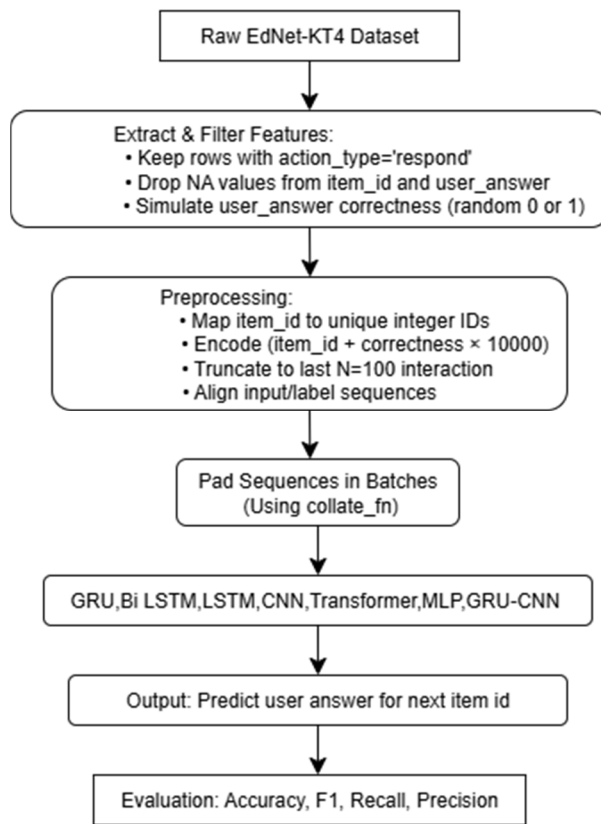 Raw EdNet-KT4 Dataset
Extract & Filter Features:
• Keep rows with action_type='respond'
• Drop NA values from item_id and user_answer
• Simulate user_answer correctness (random 0 or 1)
Preprocessing:
• Map item_id to unique integer IDs
• Encode (item_id + correctness × 10000)
• Truncate to last N=100 interaction
• Align input/label sequences
Pad Sequences in Batches
(Using collate_fn)
GRU,Bi LSTM,LSTM,CNN,Transformer,MLP,GRU-CNN
Output: Predict user answer for next item id
Evaluation: Accuracy, F1, Recall, Precision